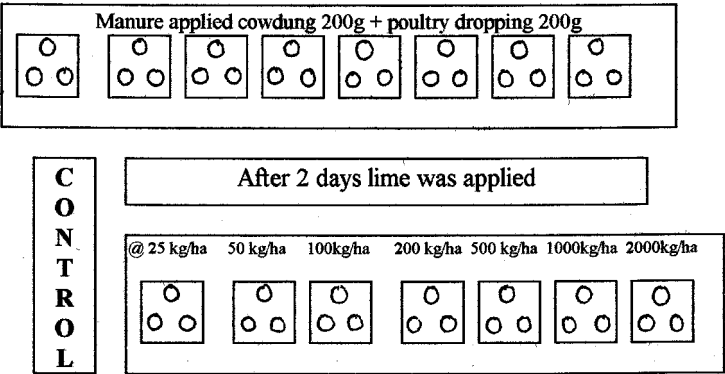 Manure applied cowdung 200g + poultry dropping 200g
CONTROL
After 2 days lime was applied
@ 25 kg/ha 50 kg/ha 100kg/ha 200 kg/ha 500 kg/ha 1000kg/ha 2000kg/ha